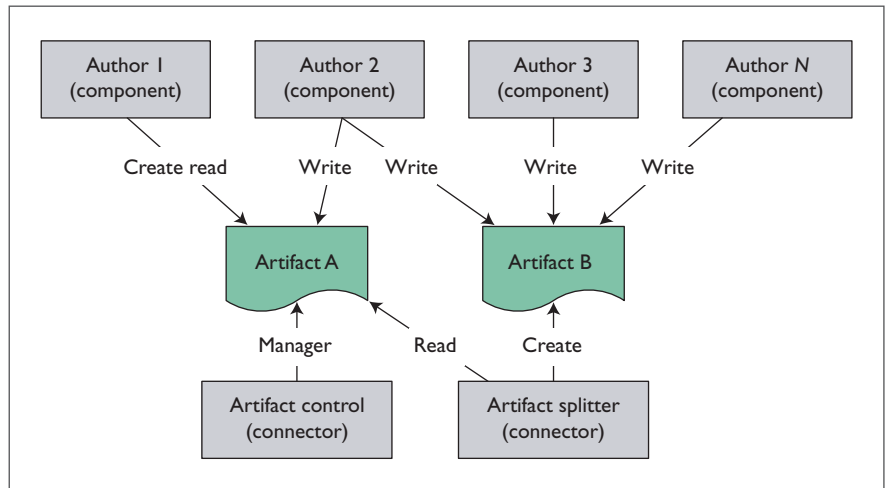 Author 1
(component)
Author 2
(component)
Author 3
(component)
Author N
(component)
Create read
Write
Write
Write
Write
Artifact A
Artifact B
Manager
Read
Create
Artifact control
(connector)
Artifact splitter
(connector)